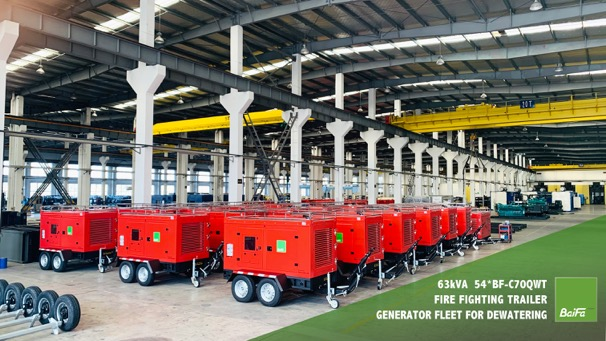 63kVA 54*BF-C70QWT
FIRE FIGHTING TRAILER
GENERATOR FLEET FOR DEWATERING
BaiFa